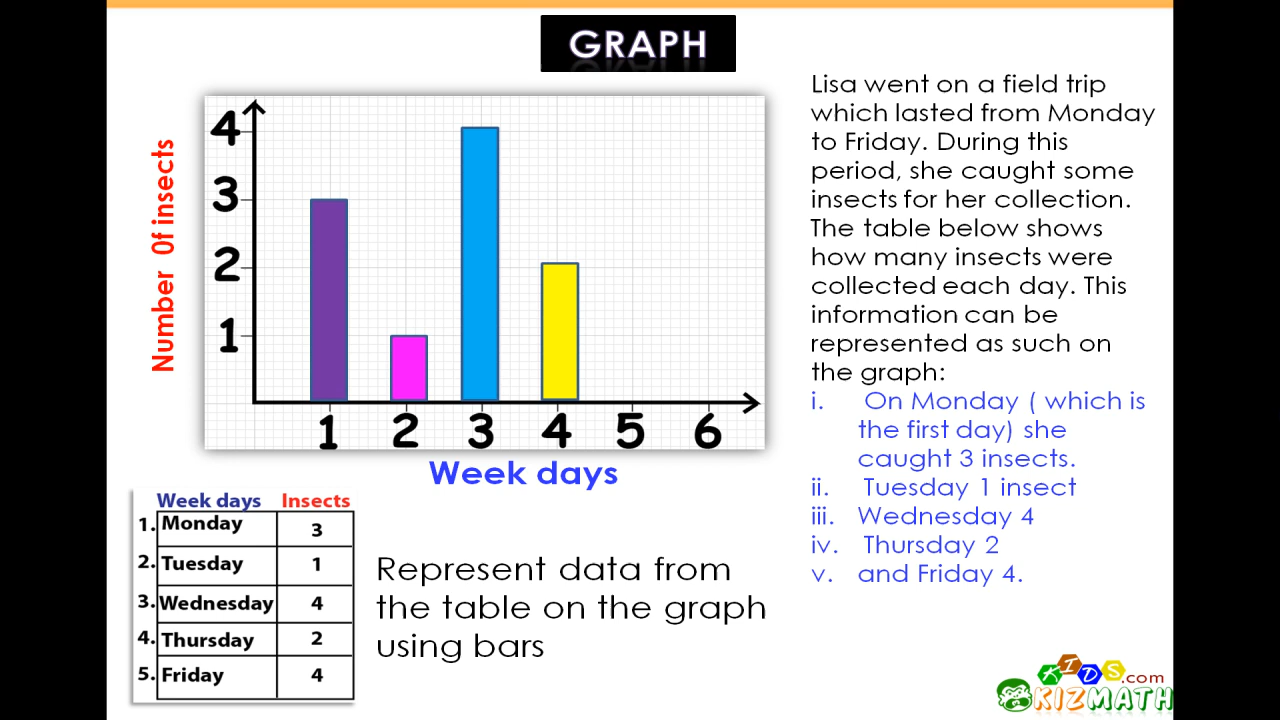 GRAPH
Number 0f insects
4
3
2
1
1 2 3 4 5 6
Week days
Week days Insects
1. Monday 3
2. Tuesday 1
3. Wednesday 4
4. Thursday 2
5. Friday 4
Represent data from
the table on the graph
using bars
Lisa went on a field trip
which lasted from Monday
to Friday. During this
period, she caught some
insects for her collection.
The table below shows
how many insects were
collected each day. This
information can be
represented as such on
the graph:
i. On Monday ( which is
the first day) she
caught 3 insects.
ii. Tuesday 1 insect
iii. Wednesday 4
iv. Thursday 2
v. and Friday 4.
KIDS.com
KIZMATH